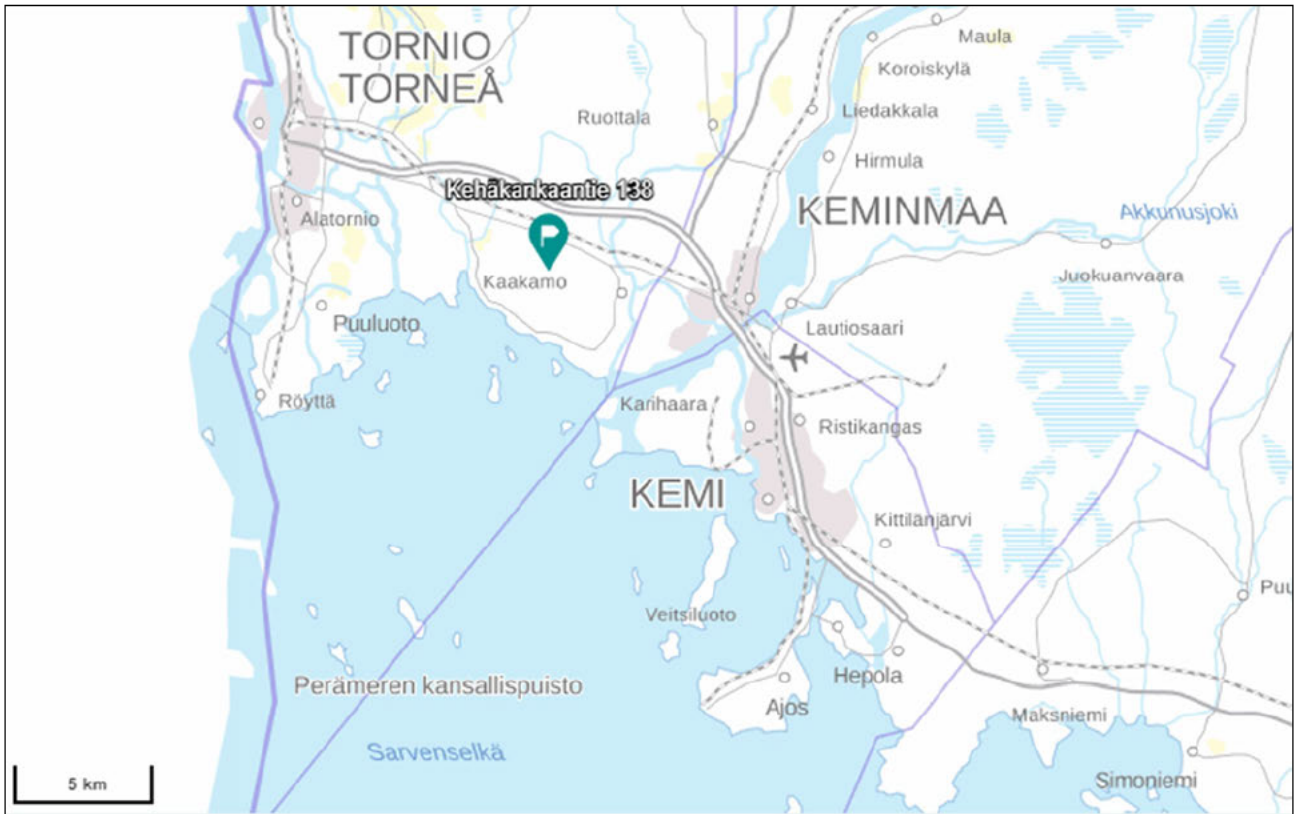 TORNIO
TORNEÅ
Maula
Koroiskylä
Ruottala
Liedakkala
Hirmula
Kehäkankaantie 138
KEMINMAA
Akkunusjoki
Alatornio
Kaakamo
Juokuanvaara
Puuluoto
Lautiosaari
Röyttä
Karihaara
Ristikangas
KEMI
Kittilänjärvi
Puu
Veitsiluoto
Perämeren kansallispuisto
Hepola
Ajos
Maksniemi
Sarvenselkä
5 km
Simoniemi